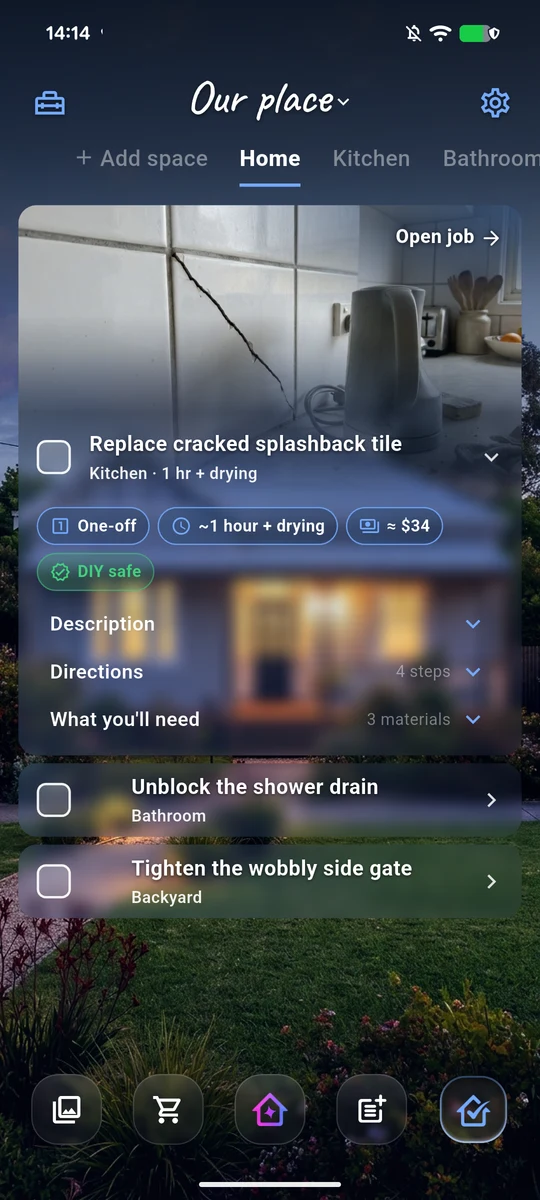 14:14
Our place
+ Add space Home Kitchen Bathroom
Open job →
Replace cracked splashback tile
Kitchen · 1 hr + drying
1 One-off ~1 hour + drying ≈ $34
DIY safe
Description
Directions 4 steps
What you'll need 3 materials
Unblock the shower drain
Bathroom
Tighten the wobbly side gate
Backyard